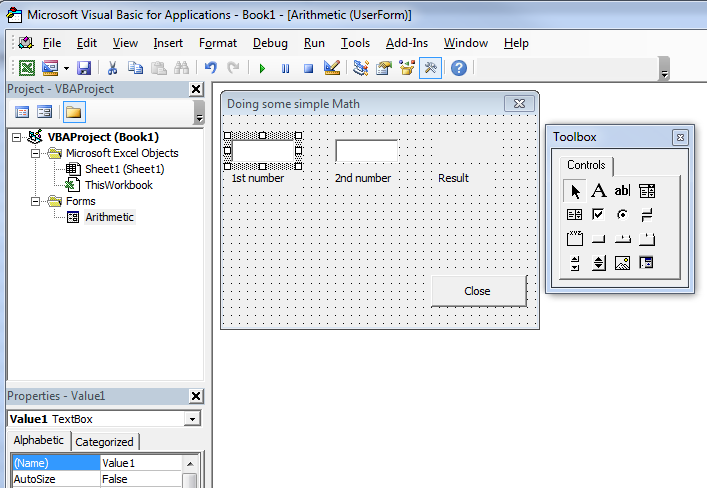 Microsoft Visual Basic for Applications - Book1 - [Arithmetic (UserForm)]
File Edit View Insert Format Debug Run Tools Add-Ins Window Help
Project - VBAProject
VBAProject (Book1)
Microsoft Excel Objects
Sheet1 (Sheet1)
ThisWorkbook
Forms
Arithmetic
Doing some simple Math
1st number 2nd number Result
Close
Toolbox
Controls
A ab|
xyz
Properties - Value1
Value1 TextBox
Alphabetic Categorized
(Name) Value1
AutoSize False